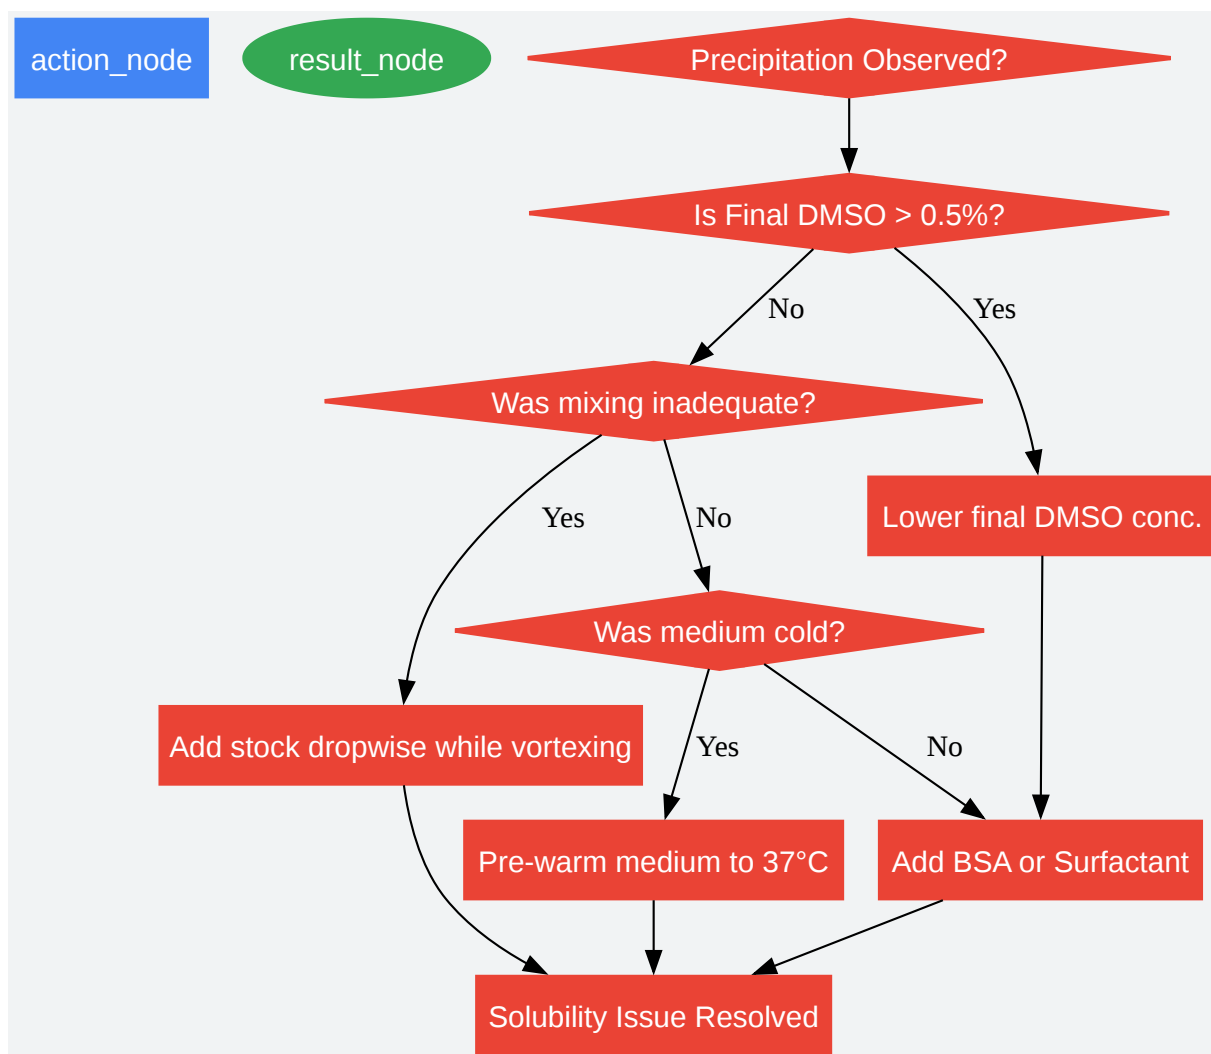 action_node
result_node
Precipitation Observed?
Is Final DMSO > 0.5%?
No
Yes
Was mixing inadequate?
Yes
No
Lower final DMSO conc.
Was medium cold?
Add stock dropwise while vortexing
Yes
No
Pre-warm medium to 37°C
Add BSA or Surfactant
Solubility Issue Resolved